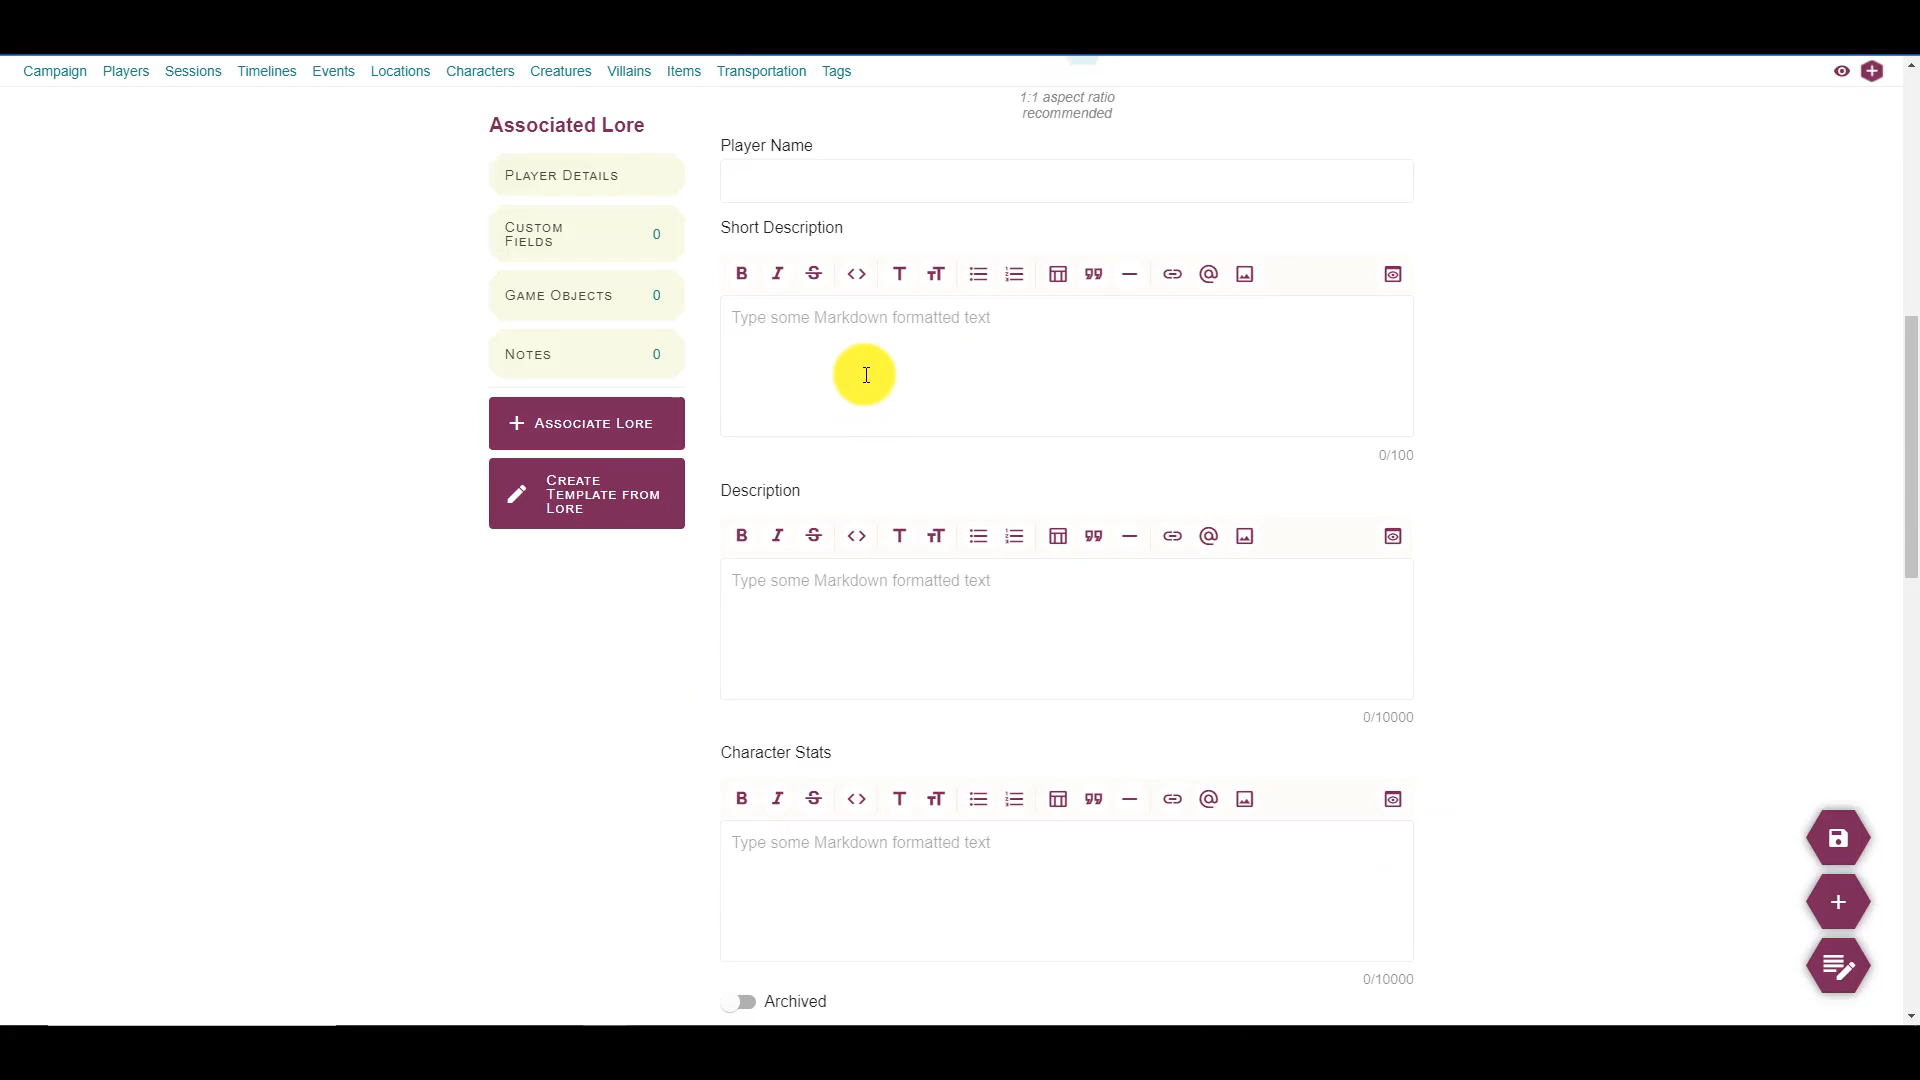 Campaign Players Sessions Timelines Events Locations Characters Creatures Villains Items Transportation Tags
1:1 aspect ratio
recommended
Associated Lore
PLAYER DETAILS
CUSTOM
FIELDS
0
GAME OBJECTS 0
NOTES 0
+ ASSOCIATE LORE
CREATE
TEMPLATE FROM
LORE
Player Name
Short Description
Type some Markdown formatted text
0/100
Description
Type some Markdown formatted text
0/10000
Character Stats
Type some Markdown formatted text
0/10000
Archived